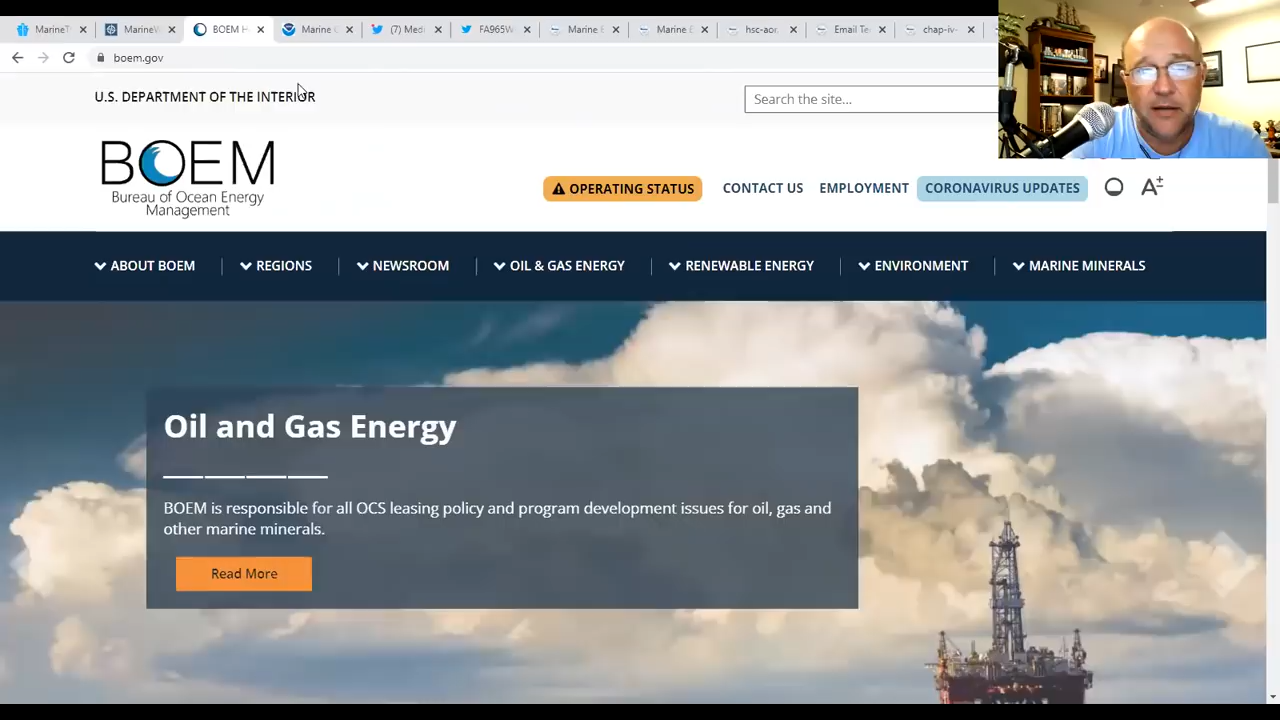 MarineT
MarineW
BOEM H
Marine
(7) Medi
FA965W
Marine
Marine
hsc-aor
Email Te
chap-iv-
boem.gov
U.S. DEPARTMENT OF THE INTERIOR
Search the site...
BOEM
Bureau of Ocean Energy
Management
OPERATING STATUS
CONTACT US
EMPLOYMENT
CORONAVIRUS UPDATES
A+
ABOUT BOEM
REGIONS
NEWSROOM
OIL & GAS ENERGY
RENEWABLE ENERGY
ENVIRONMENT
MARINE MINERALS
Oil and Gas Energy
BOEM is responsible for all OCS leasing policy and program development issues for oil, gas and
other marine minerals.
Read More